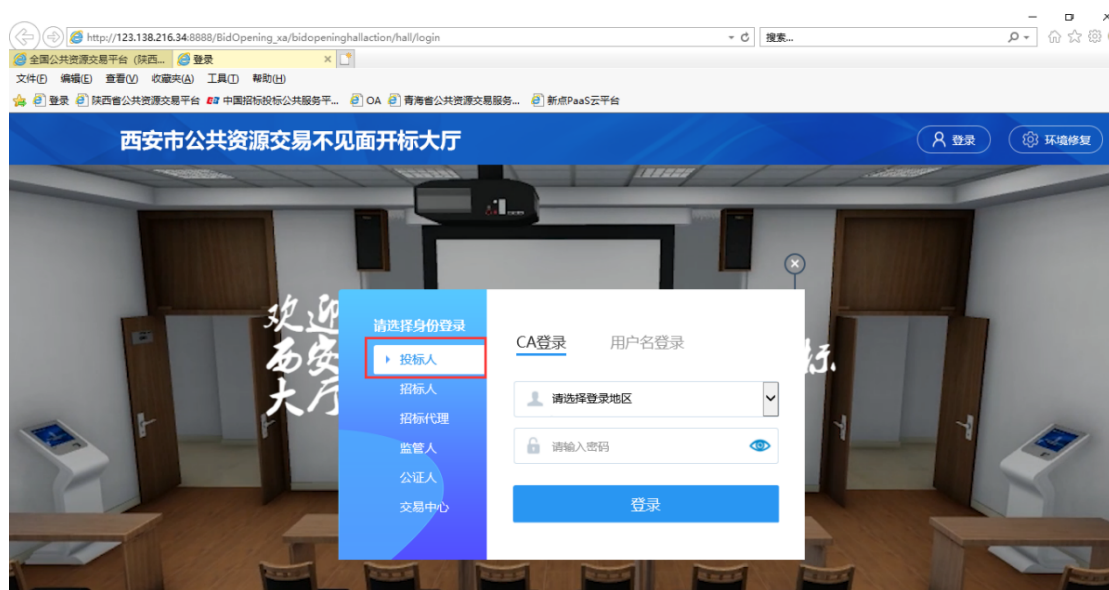 http://123.138.216.34:8888/BidOpening_xa/bidopeninghallaction/hall/login
搜索...
全国公共资源交易平台 (陕西...
登录
文件(F) 编辑(E) 查看(V) 收藏夹(A) 工具(T) 帮助(H)
登录 陕西省公共资源交易平台 中国招标投标公共服务平... OA 青海省公共资源交易服务... 新点PaaS云平台
西安市公共资源交易不见面开标大厅
登录
环境修复
欢迎
西安
大厅
标
请选择身份登录
投标人
招标人
招标代理
监管人
公证人
交易中心
CA登录 用户名登录
请选择登录地区
请输入密码
登录